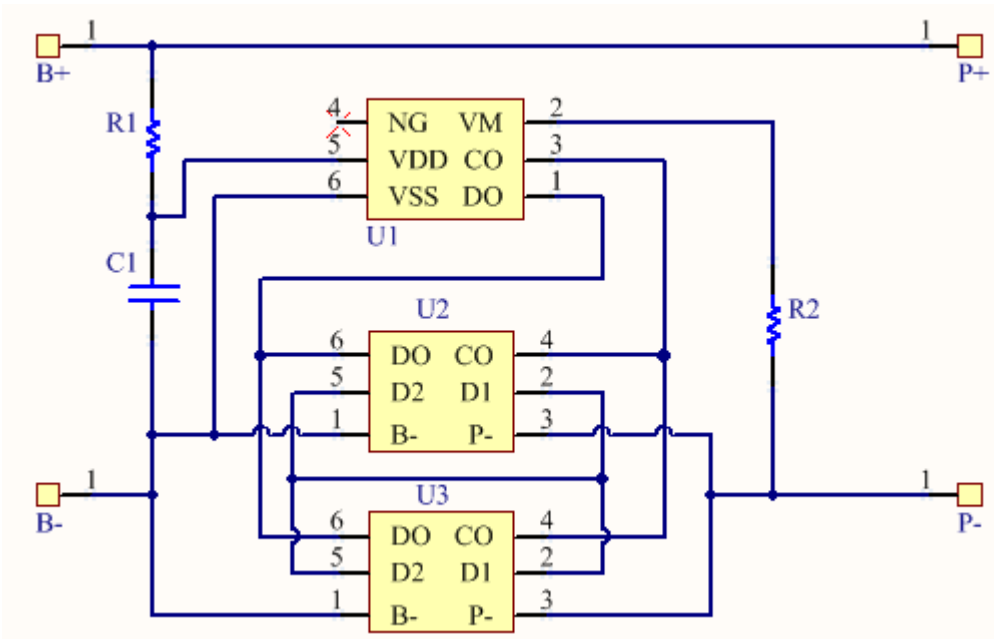 1 1
B+ P+
R1
4 NG VM 2
5 VDD CO 3
6 VSS DO 1
U1
C1
U2
R2
6 DO CO 4
5 D2 D1 2
1 B- P- 3
1 U3 1
B- P-
6 DO CO 4
5 D2 D1 2
1 B- P- 3